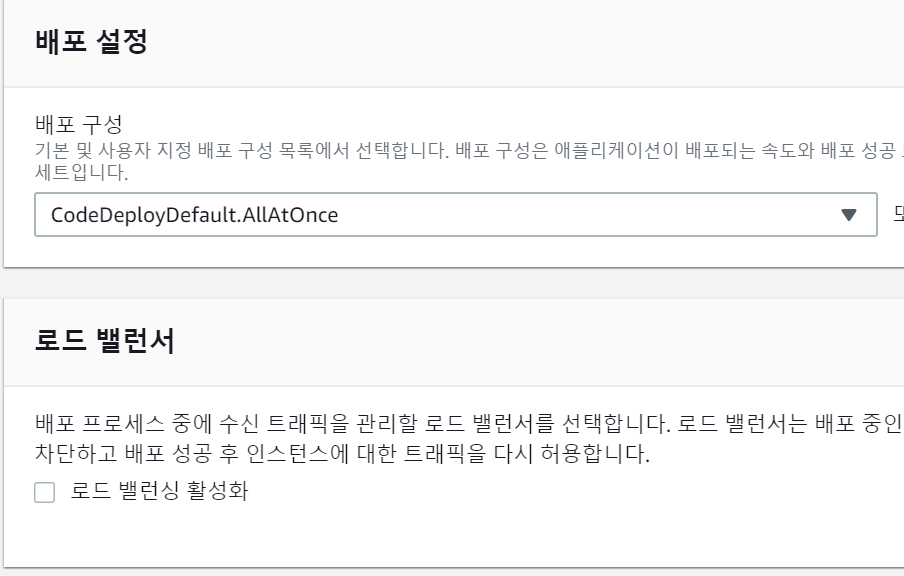 배포 설정
배포 구성
기본 및 사용자 지정 배포 구성 목록에서 선택합니다. 배포 구성은 애플리케이션이 배포되는 속도와 배포 성공
세트입니다.
CodeDeployDefault.AllAtOnce
로드 밸런서
배포 프로세스 중에 수신 트래픽을 관리할 로드 밸런서를 선택합니다. 로드 밸런서는 배포 중인
차단하고 배포 성공 후 인스턴스에 대한 트래픽을 다시 허용합니다.
로드 밸런싱 활성화